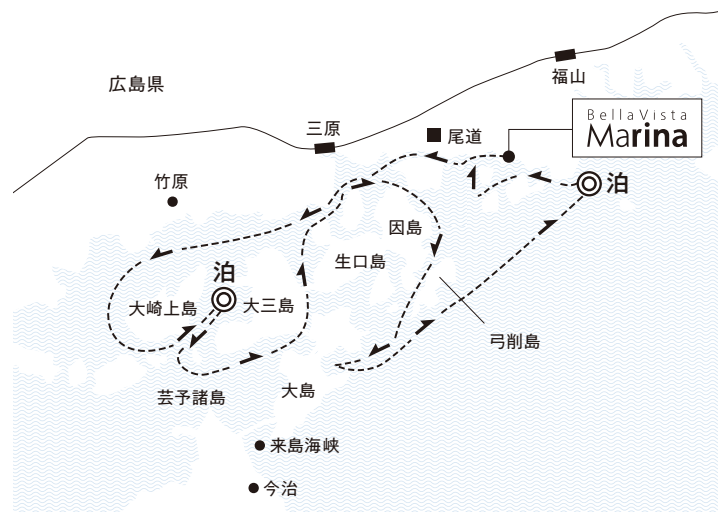 福山
広島県
BellaVista
Marina
三原
尾道
竹原
泊
因島
生口島
泊
大崎上島
大三島
弓削島
芸予諸島
大島
来島海峡
今治